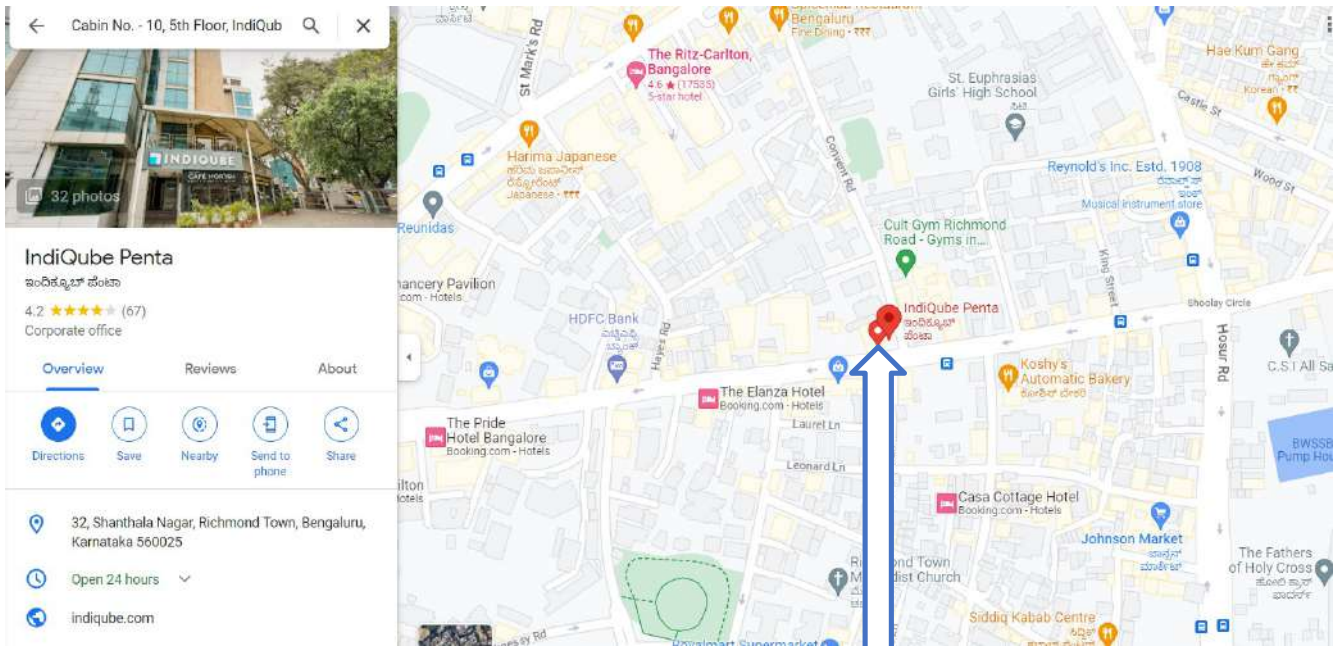 Cabin No. - 10, 5th Floor, IndiQub
INDIQUBE
32 photos
IndiQube Penta
ಇಂಡಿಕ್ಯೂಬ್ ಪೆಂಟಾ
4.2 ★★★★★ (67)
Corporate office
Overview
Reviews
About
Directions
Save
Nearby
Send to
phone
Share
32, Shanthala Nagar, Richmond Town, Bengaluru,
Karnataka 560025
Open 24 hours
indiqube.com
St Mark's Rd
Bengaluru
Fine Dining • ₹₹₹
The Ritz-Carlton,
Bangalore
4.6 ★ (17535)
5-star hotel
Hae Kum Gang
Korean • ₹₹
Castle St
St. Euphrasias
Girls' High School
Convent Rd
Harima Japanese
Japanese • ₹₹₹
Reynold's Inc. Estd. 1908
Musical instrument store
Wood St
Reunidas
Cult Gym Richmond
Road - Gyms in...
King Street
ancery Pavilion
.com - Hotels
IndiQube Penta
ಇಂಡಿಕ್ಯೂಬ್
ಪೆಂಟಾ
Shoolay Circle
HDFC Bank
Hayes Rd
Hosur Rd
C.S.I All Sa
Koshy's
Automatic Bakery
The Elanza Hotel
Booking.com - Hotels
Laurel Ln
The Pride
Hotel Bangalore
Booking.com - Hotels
Leonard Ln
BWSSB
Pump Hou
ilton
otels
Casa Cottage Hotel
Booking.com - Hotels
Johnson Market
The Fathers
of Holy Cross
Siddiq Kabab Centre
Royalmart Supermarket